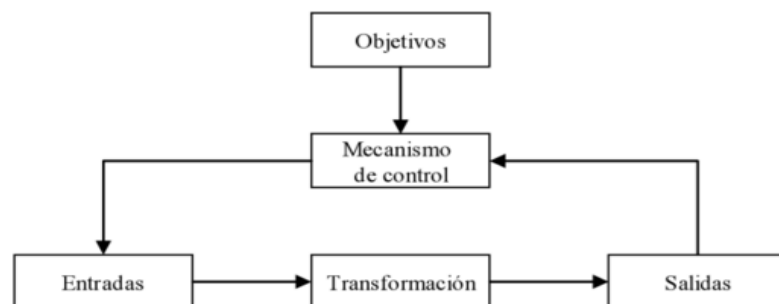 Objetivos
Mecanismo
de control
Entradas
Transformación
Salidas